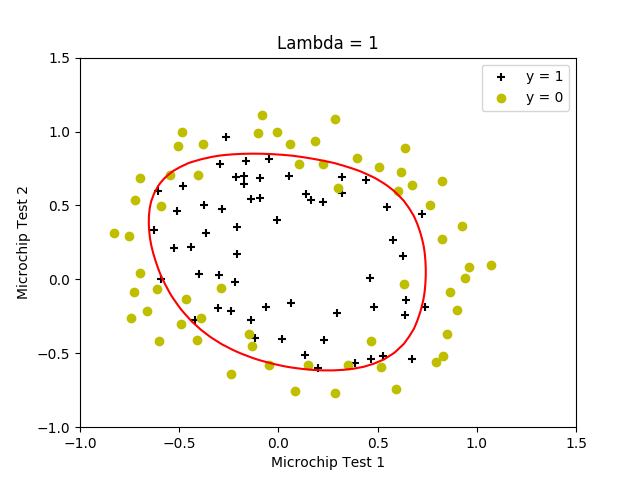 Lambda = 1
y = 1
y = 0
1.5
1.0
0.5
0.0
−0.5
−1.0
Microchip Test 2
−1.0 −0.5 0.0 0.5 1.0 1.5
Microchip Test 1